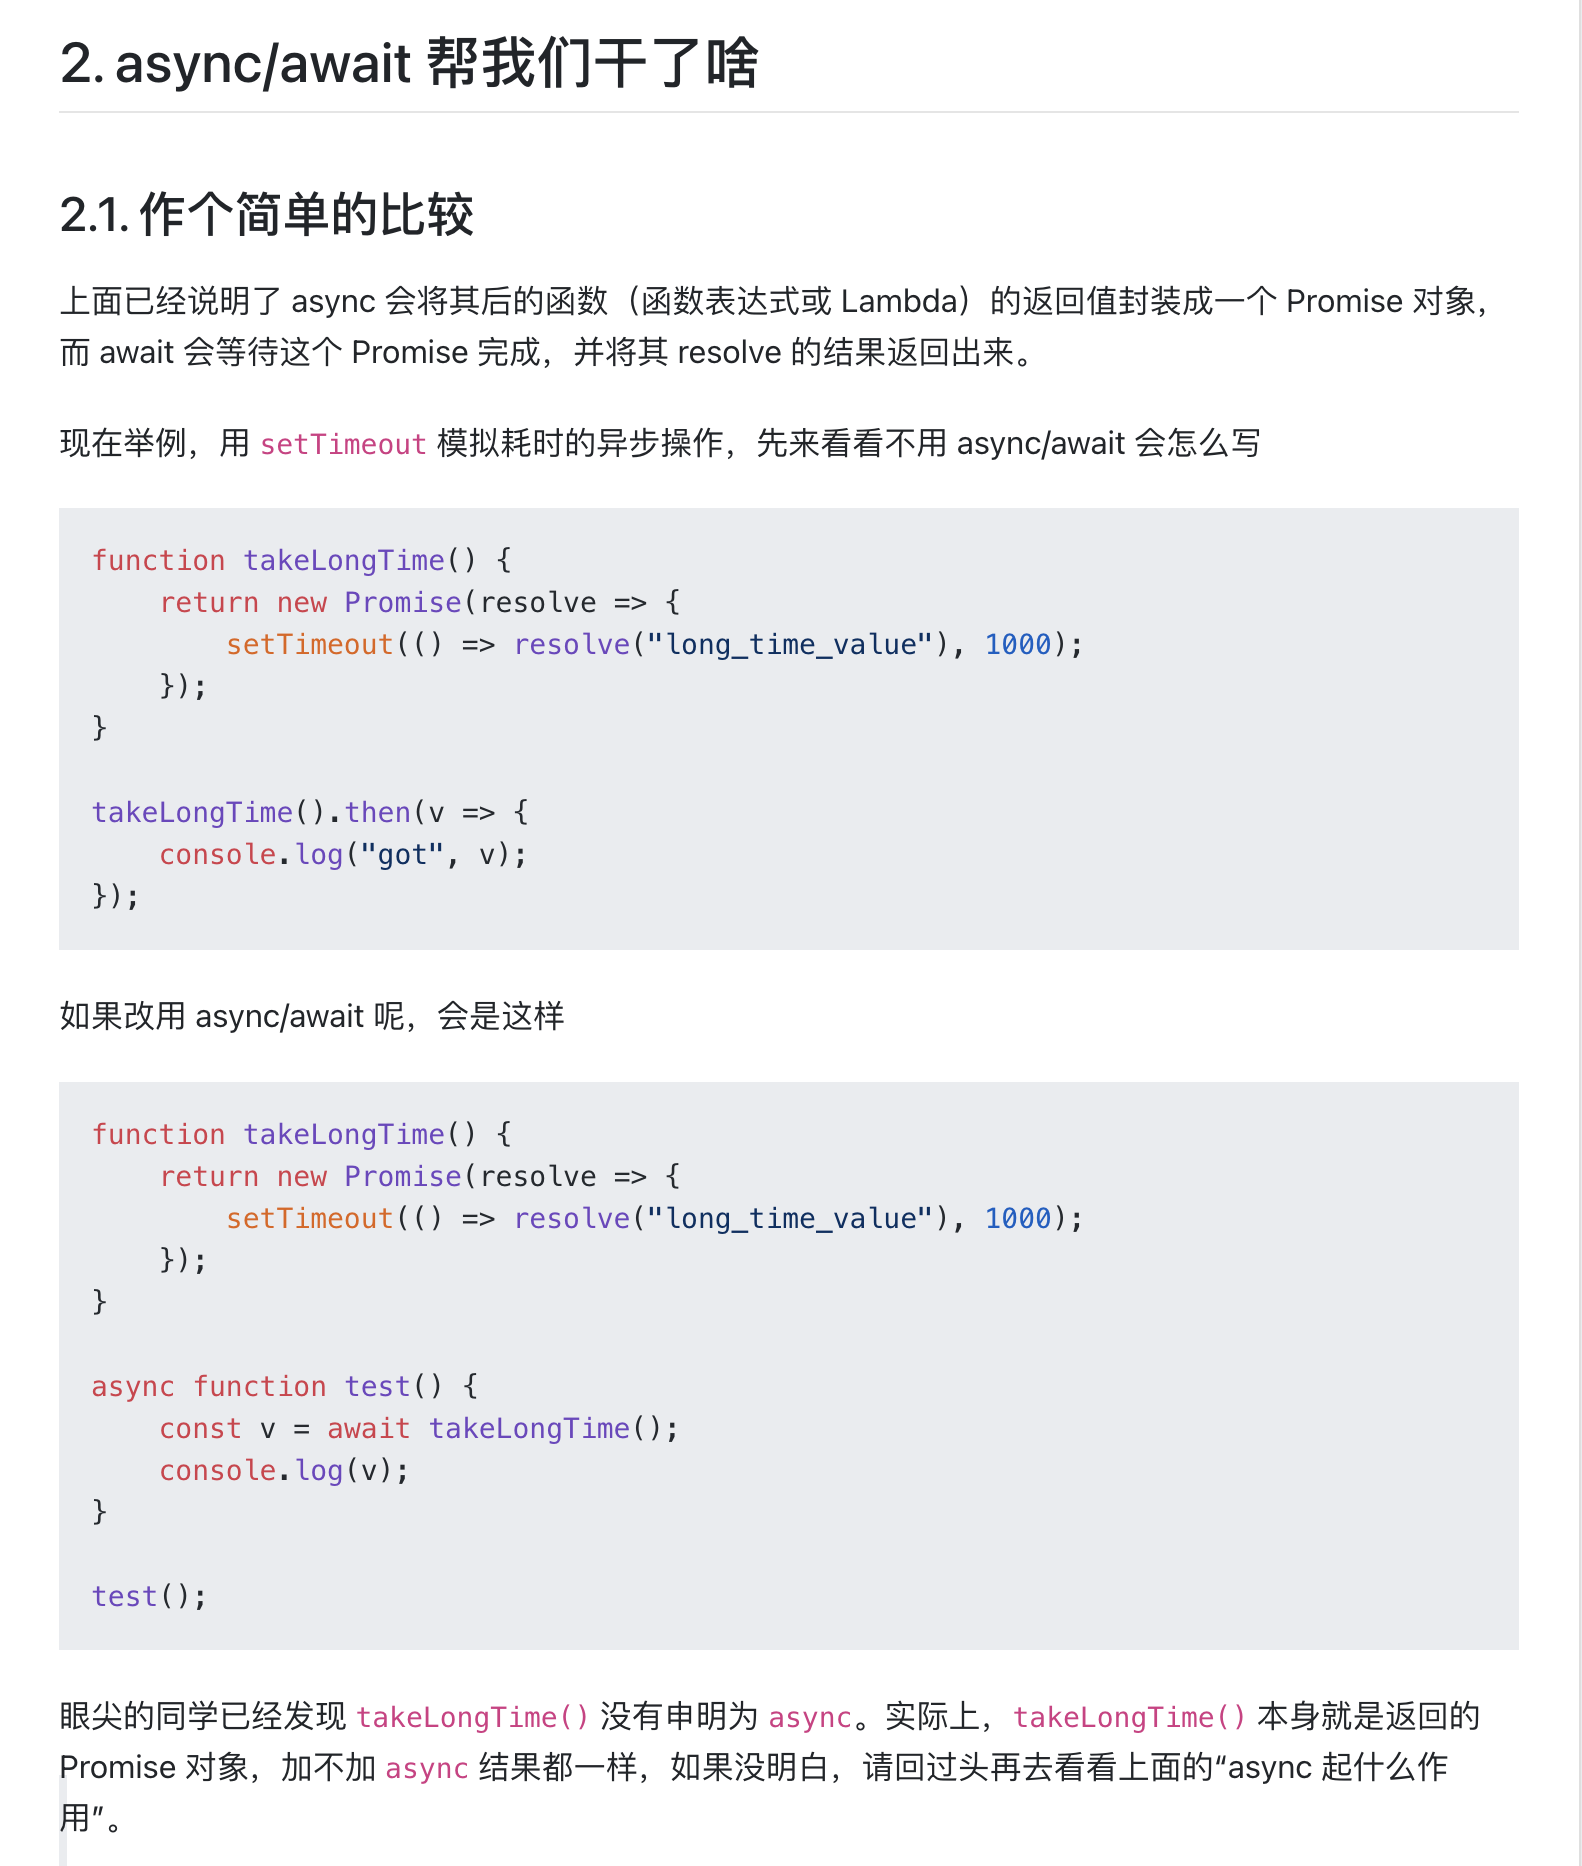 2. async/await 帮我们干了啥
2.1. 作个简单的比较
上面已经说明了 async 会将其后的函数（函数表达式或 Lambda）的返回值封装成一个 Promise 对象，
而 await 会等待这个 Promise 完成，并将其 resolve 的结果返回出来。
现在举例，用 setTimeout 模拟耗时的异步操作，先来看看不用 async/await 会怎么写
function takeLongTime() {
    return new Promise(resolve => {
        setTimeout(() => resolve("long_time_value"), 1000);
    });
}
takeLongTime().then(v => {
    console.log("got", v);
});
如果改用 async/await 呢，会是这样
function takeLongTime() {
    return new Promise(resolve => {
        setTimeout(() => resolve("long_time_value"), 1000);
    });
}
async function test() {
    const v = await takeLongTime();
    console.log(v);
}
test();
眼尖的同学已经发现 takeLongTime() 没有申明为 async。实际上，takeLongTime() 本身就是返回的
Promise 对象，加不加 async 结果都一样，如果没明白，请回过头再去看看上面的“async 起什么作
用”。